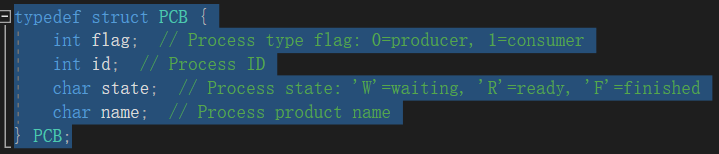 typedef struct PCB {
    int flag;  // Process type flag: 0=producer, 1=consumer
    int id;  // Process ID
    char state;  // Process state: 'W'=waiting, 'R'=ready, 'F'=finished
    char name;  // Process product name
} PCB;